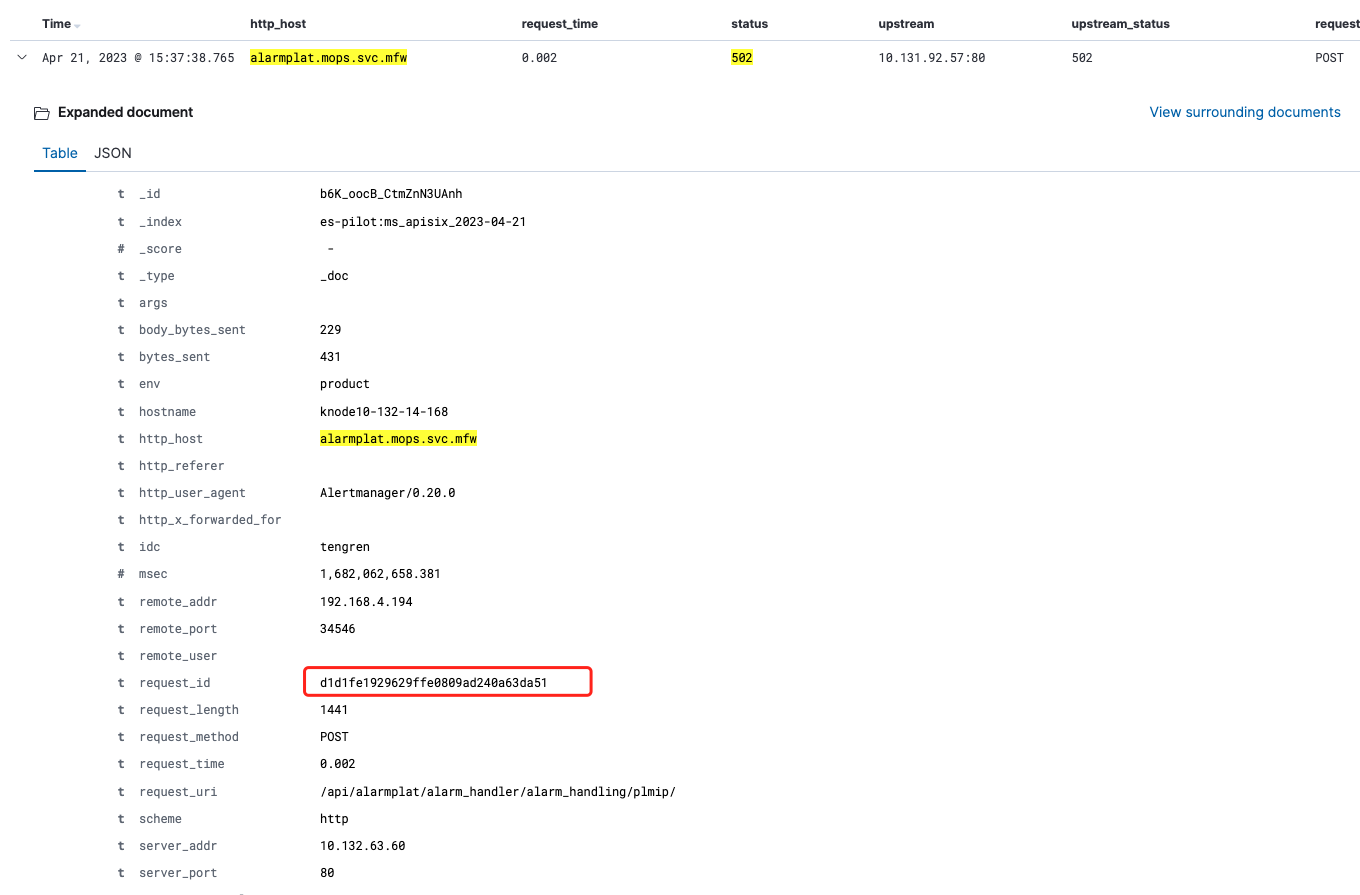 Time http_host request_time status upstream upstream_status request
Apr 21, 2023 @ 15:37:38.765 alarmplat.mops.svc.mfw 0.002 502 10.131.92.57:80 502 POST
Expanded document View surrounding documents
Table JSON
t _id b6K_oocB_CtmZnN3UAnh
t _index es-pilot:ms_apisix_2023-04-21
# _score -
t _type _doc
t args
t body_bytes_sent 229
t bytes_sent 431
t env product
t hostname knode10-132-14-168
t http_host alarmplat.mops.svc.mfw
t http_referer
t http_user_agent Alertmanager/0.20.0
t http_x_forwarded_for
t idc tengren
# msec 1,682,062,658.381
t remote_addr 192.168.4.194
t remote_port 34546
t remote_user
t request_id d1d1fe1929629ffe0809ad240a63da51
t request_length 1441
t request_method POST
t request_time 0.002
t request_uri /api/alarmplat/alarm_handler/alarm_handling/plmip/
t scheme http
t server_addr 10.132.63.60
t server_port 80